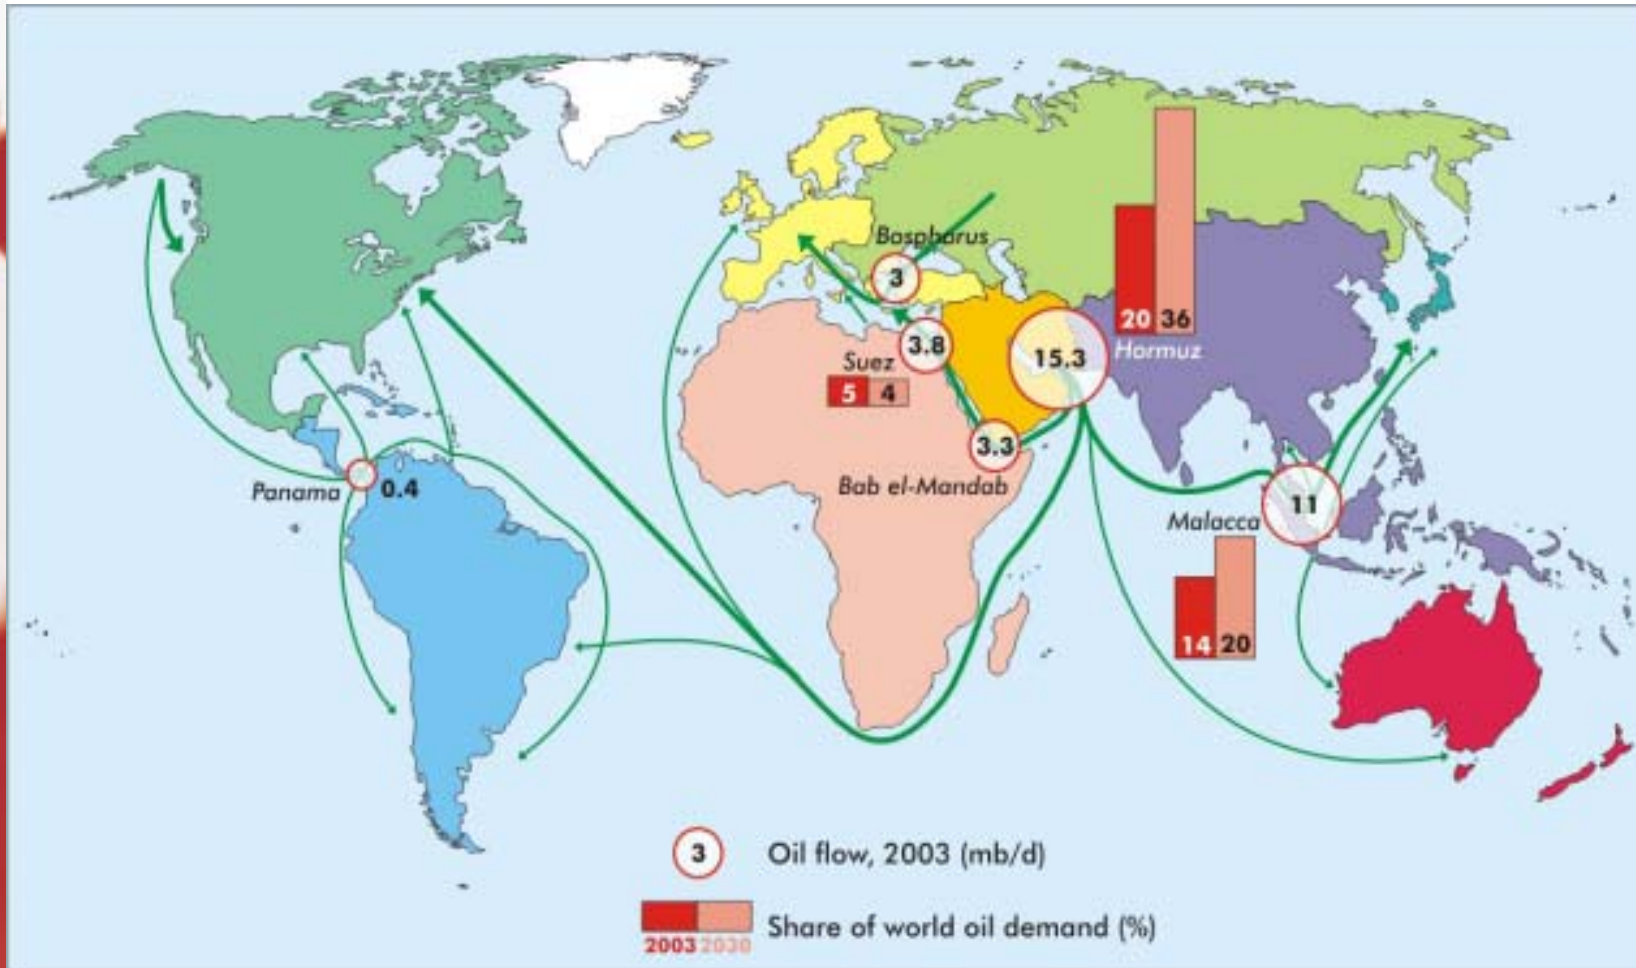 Bospharus
3
20 36
3.8
15.3
Hormuz
Suez
5 4
3.3
Panama
0.4
Bab el-Mandab
11
Malacca
14 20
3 Oil flow, 2003 (mb/d)
Share of world oil demand (%)
2003 2030